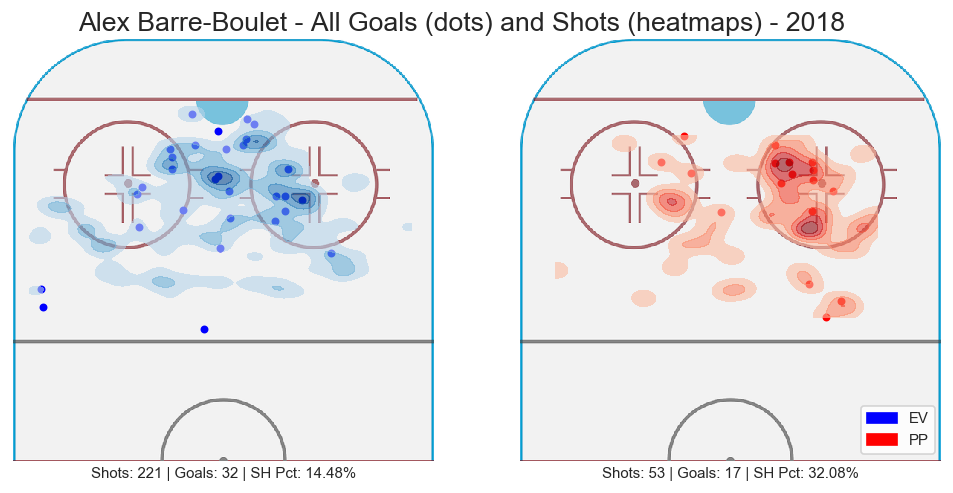 Alex Barre-Boulet - All Goals (dots) and Shots (heatmaps) - 2018
EV
PP
Shots: 221 | Goals: 32 | SH Pct: 14.48%
Shots: 53 | Goals: 17 | SH Pct: 32.08%